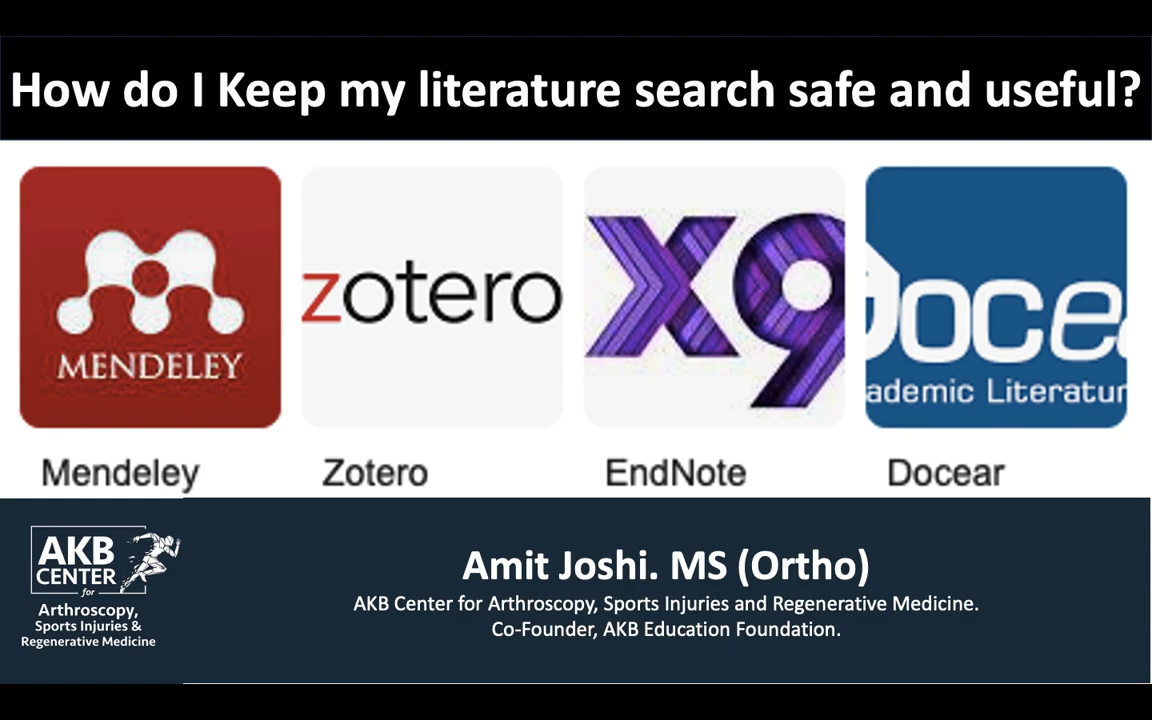 How do I Keep my literature search safe and useful?
MENDELEY
zotero
X9
Docea
ademic Literatur
Mendeley
Zotero
EndNote
Docear
AKB
CENTER
for
Arthroscopy,
Sports Injuries &
Regenerative Medicine
Amit Joshi. MS (Ortho)
AKB Center for Arthroscopy, Sports Injuries and Regenerative Medicine.
Co-Founder, AKB Education Foundation.